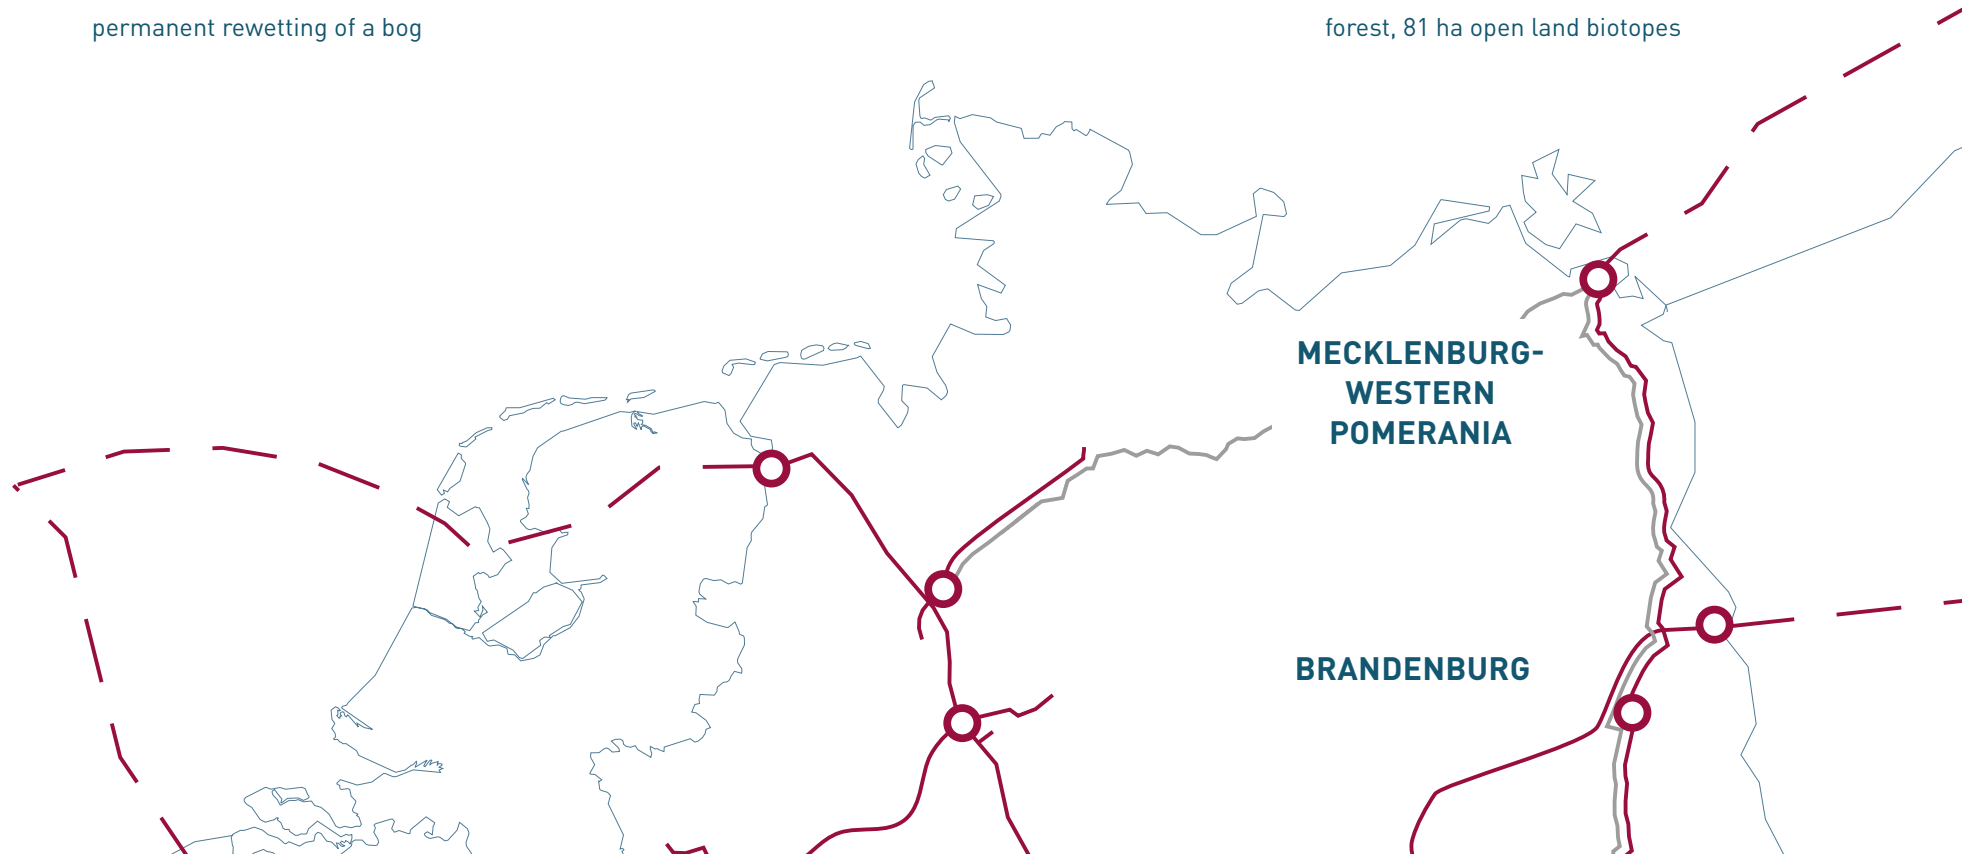 permanent rewetting of a bog
forest, 81 ha open land biotopes
MECKLENBURG-
WESTERN
POMERANIA
BRANDENBURG